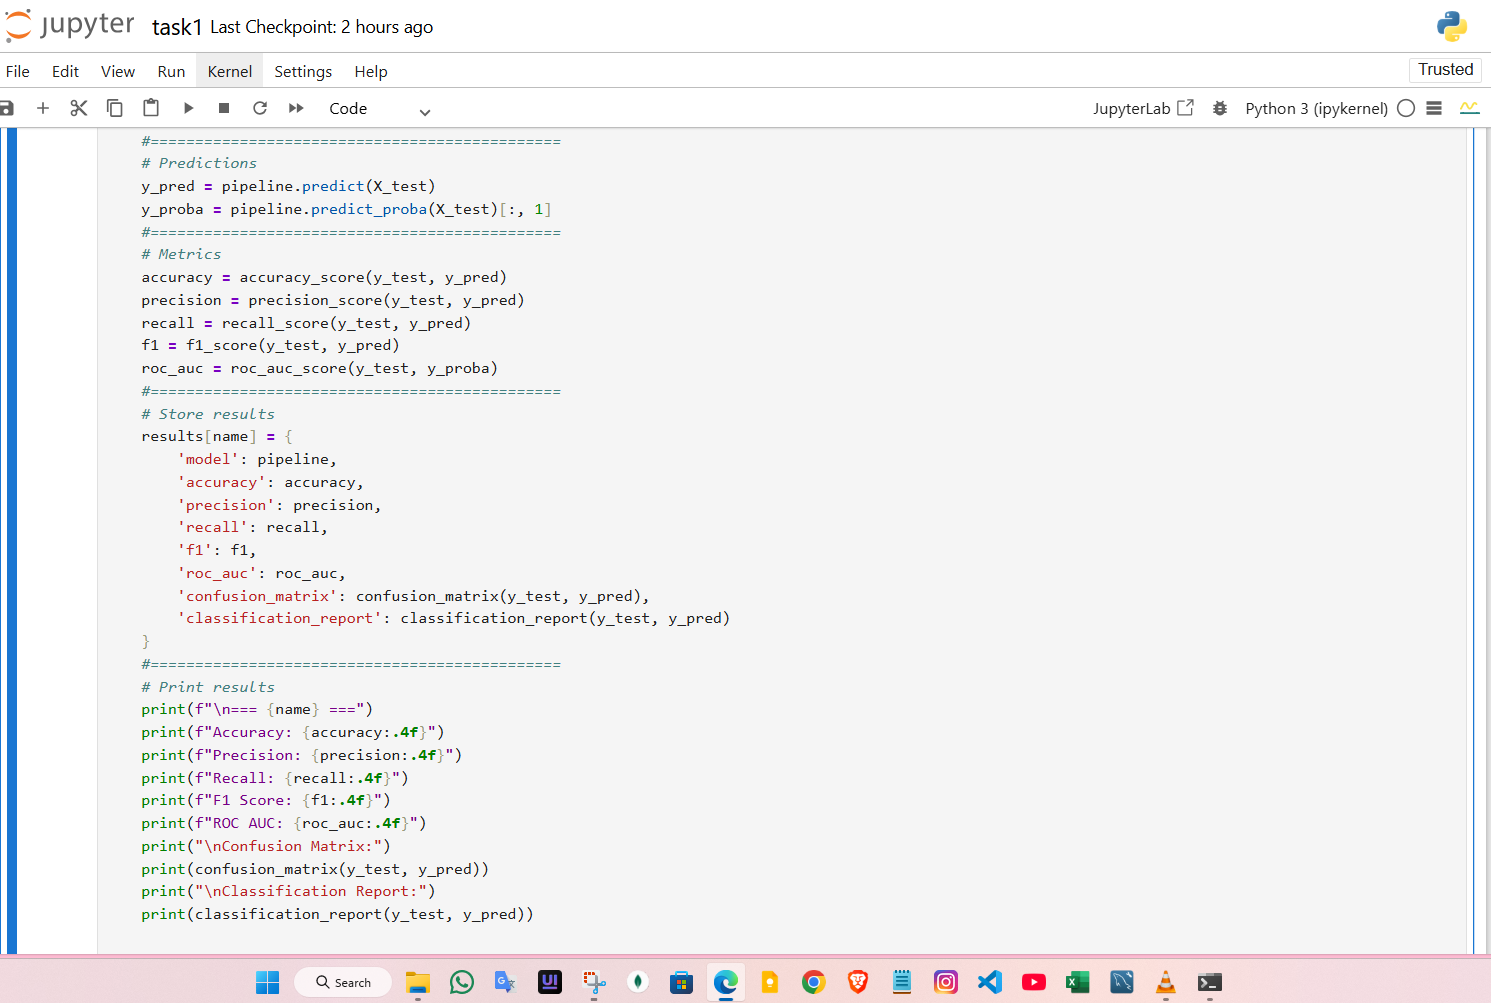 jupyter task1 Last Checkpoint: 2 hours ago
File Edit View Run Kernel Settings Help Trusted
Code JupyterLab Python 3 (ipykernel)
#==============================================
# Predictions
y_pred = pipeline.predict(X_test)
y_proba = pipeline.predict_proba(X_test)[:, 1]
#==============================================
# Metrics
accuracy = accuracy_score(y_test, y_pred)
precision = precision_score(y_test, y_pred)
recall = recall_score(y_test, y_pred)
f1 = f1_score(y_test, y_pred)
roc_auc = roc_auc_score(y_test, y_proba)
#==============================================
# Store results
results[name] = {
    'model': pipeline,
    'accuracy': accuracy,
    'precision': precision,
    'recall': recall,
    'f1': f1,
    'roc_auc': roc_auc,
    'confusion_matrix': confusion_matrix(y_test, y_pred),
    'classification_report': classification_report(y_test, y_pred)
}
#==============================================
# Print results
print(f"\n=== {name} ===")
print(f"Accuracy: {accuracy:.4f}")
print(f"Precision: {precision:.4f}")
print(f"Recall: {recall:.4f}")
print(f"F1 Score: {f1:.4f}")
print(f"ROC AUC: {roc_auc:.4f}")
print("\nConfusion Matrix:")
print(confusion_matrix(y_test, y_pred))
print("\nClassification Report:")
print(classification_report(y_test, y_pred))
Search UI